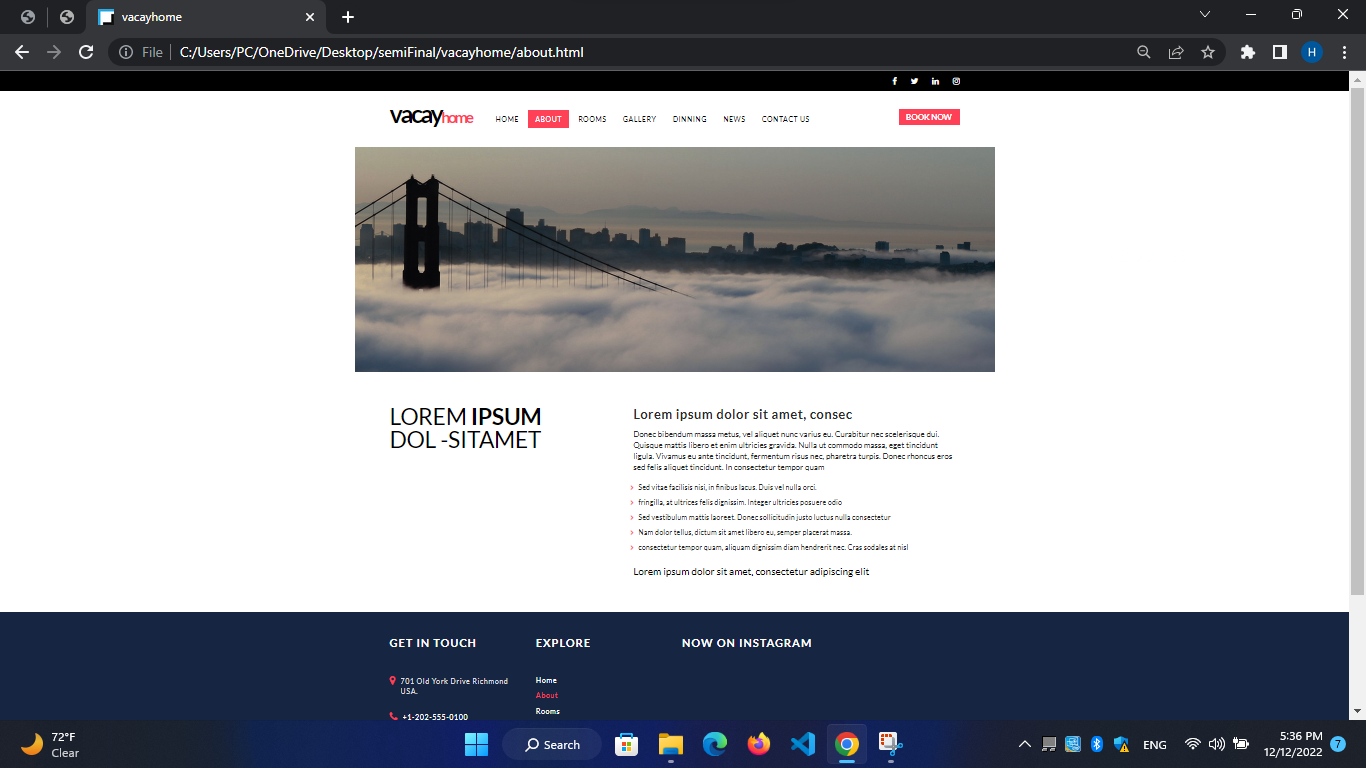 vacayhome
File
C:/Users/PC/OneDrive/Desktop/semiFinal/vacayhome/about.html
H
vacayhome
HOME
ABOUT
ROOMS
GALLERY
DINNING
NEWS
CONTACT US
BOOK NOW
LOREM IPSUM
DOL -SITAMET
Lorem ipsum dolor sit amet, consec
Donec bibendum massa metus, vel aliquet nunc varius eu. Curabitur nec scelerisque dui.
Quisque mattis libero et enim ultricies gravida. Nulla ut commodo massa, eget tincidunt
ligula. Vivamus eu ante tincidunt, fermentum risus nec, pharetra turpis. Donec rhoncus eros
sed felis aliquet tincidunt. In consectetur tempor quam
Sed vitae facilisis nisi, in finibus lacus. Duis vel nulla orci.
fringilla, at ultrices felis dignissim. Integer ultricies posuere odio
Sed vestibulum mattis laoreet. Donec sollicitudin justo luctus nulla consectetur
Nam dolor tellus, dictum sit amet libero eu, semper placerat massa.
consectetur tempor quam, aliquam dignissim diam hendrerit nec. Cras sodales at nisl
Lorem ipsum dolor sit amet, consectetur adipiscing elit
GET IN TOUCH
701 Old York Drive Richmond
USA.
+1-202-555-0100
EXPLORE
Home
About
Rooms
NOW ON INSTAGRAM
72°F
Clear
Search
ENG
5:36 PM
12/12/2022
7